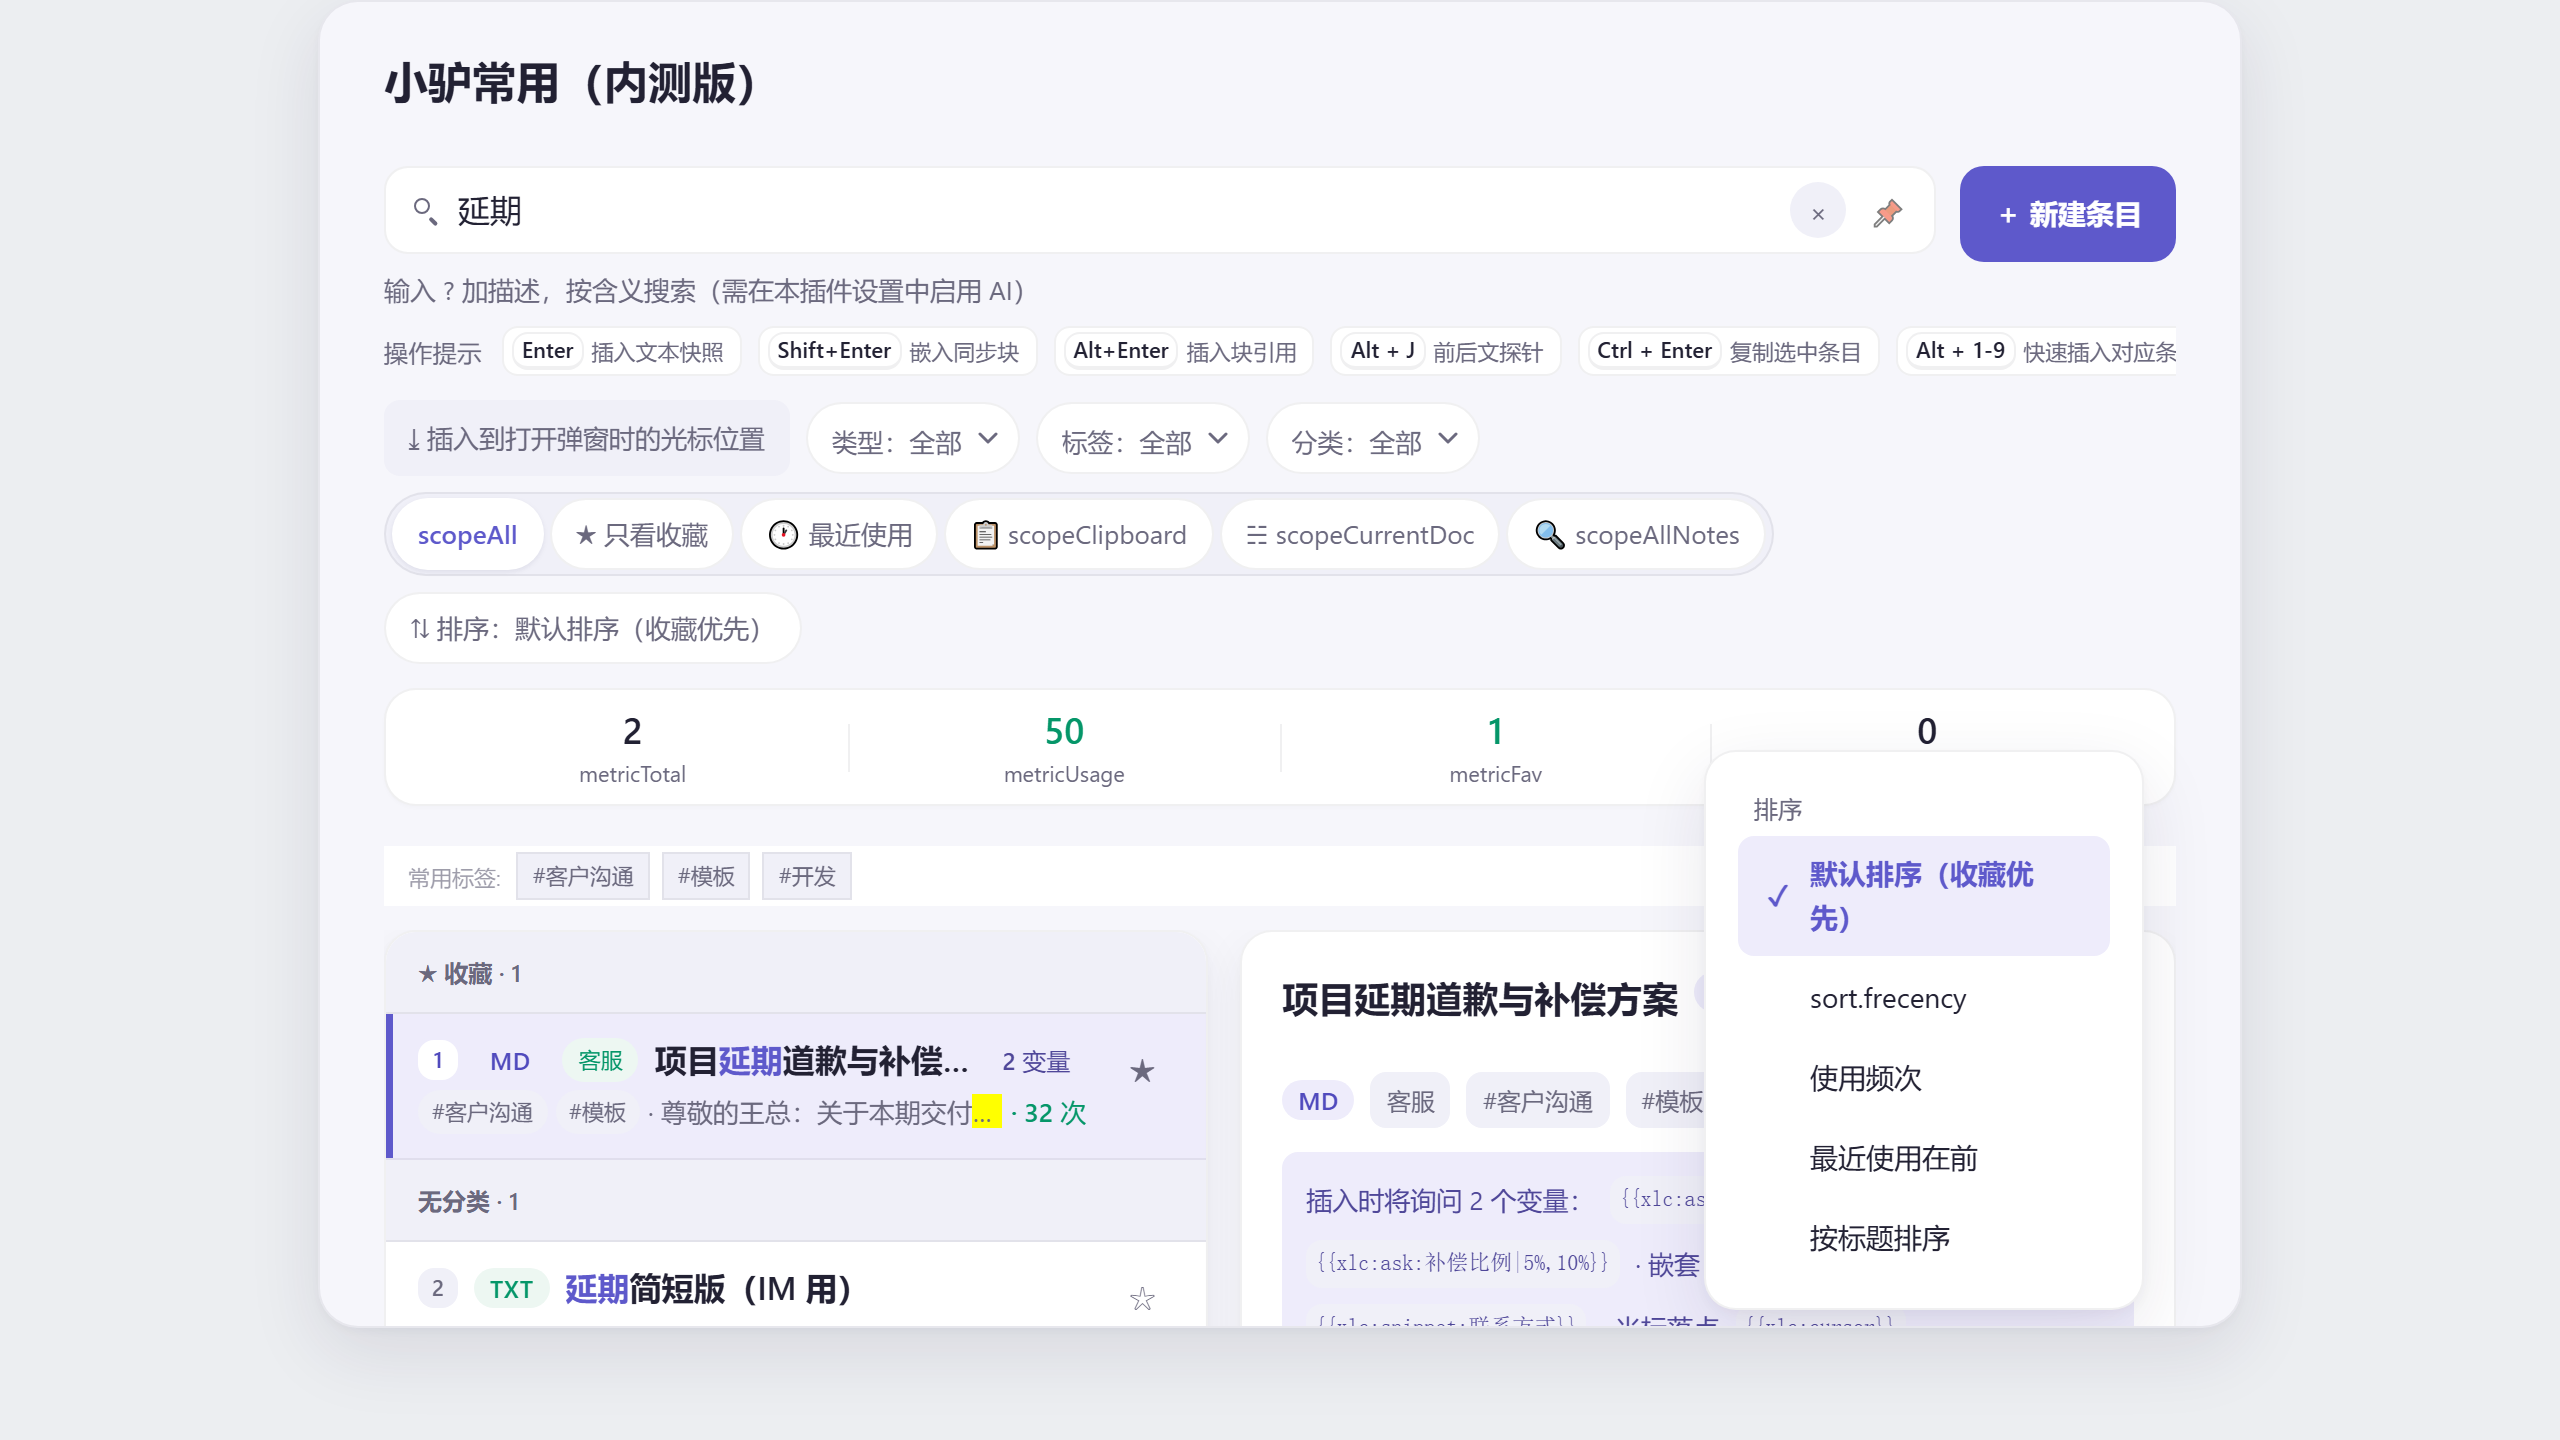 小驴常用（内测版）
延期
×
+ 新建条目
输入 ? 加描述，按含义搜索（需在本插件设置中启用 AI）
操作提示 Enter 插入文本快照 Shift+Enter 嵌入同步块 Alt+Enter 插入块引用 Alt + J 前后文探针 Ctrl + Enter 复制选中条目 Alt + 1-9 快速插入对应条
⤓ 插入到打开弹窗时的光标位置 类型：全部 标签：全部 分类：全部
scopeAll ★ 只看收藏 最近使用 scopeClipboard ☵ scopeCurrentDoc scopeAllNotes
⇅ 排序：默认排序（收藏优先）
2 50 1 0
metricTotal metricUsage metricFav
常用标签: #客户沟通 #模板 #开发
★ 收藏 · 1
1 MD 客服 项目延期道歉与补偿... 2 变量 ★
#客户沟通 #模板 · 尊敬的王总：关于本期交付... · 32 次
无分类 · 1
2 TXT 延期简短版（IM 用） ☆
项目延期道歉与补偿方案
MD 客服 #客户沟通 #模板
插入时将询问 2 个变量： {{xlc:as
{{xlc:ask:补偿比例|5%,10%}} · 嵌套
{{xlc:snippet:联系方式}} 光标落点 {{xlc:cursor}}
排序
✓ 默认排序（收藏优
先）
sort.frecency
使用频次
最近使用在前
按标题排序